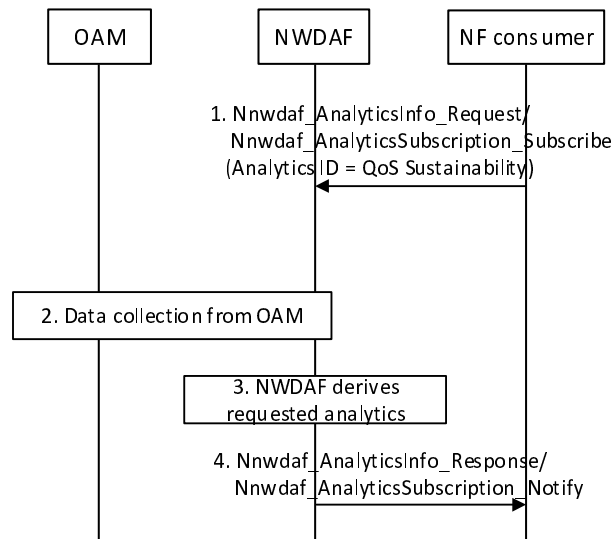 OAM
NWDAF
NF consumer
1. Nnwdaf_AnalyticsInfo_Request/
Nnwdaf_AnalyticsSubscription_Subscribe
(Analytics ID = QoS Sustainability)
2. Data collection from OAM
3. NWDAF derives
requested analytics
4. Nnwdaf_AnalyticsInfo_Response/
Nnwdaf_AnalyticsSubscription_Notify